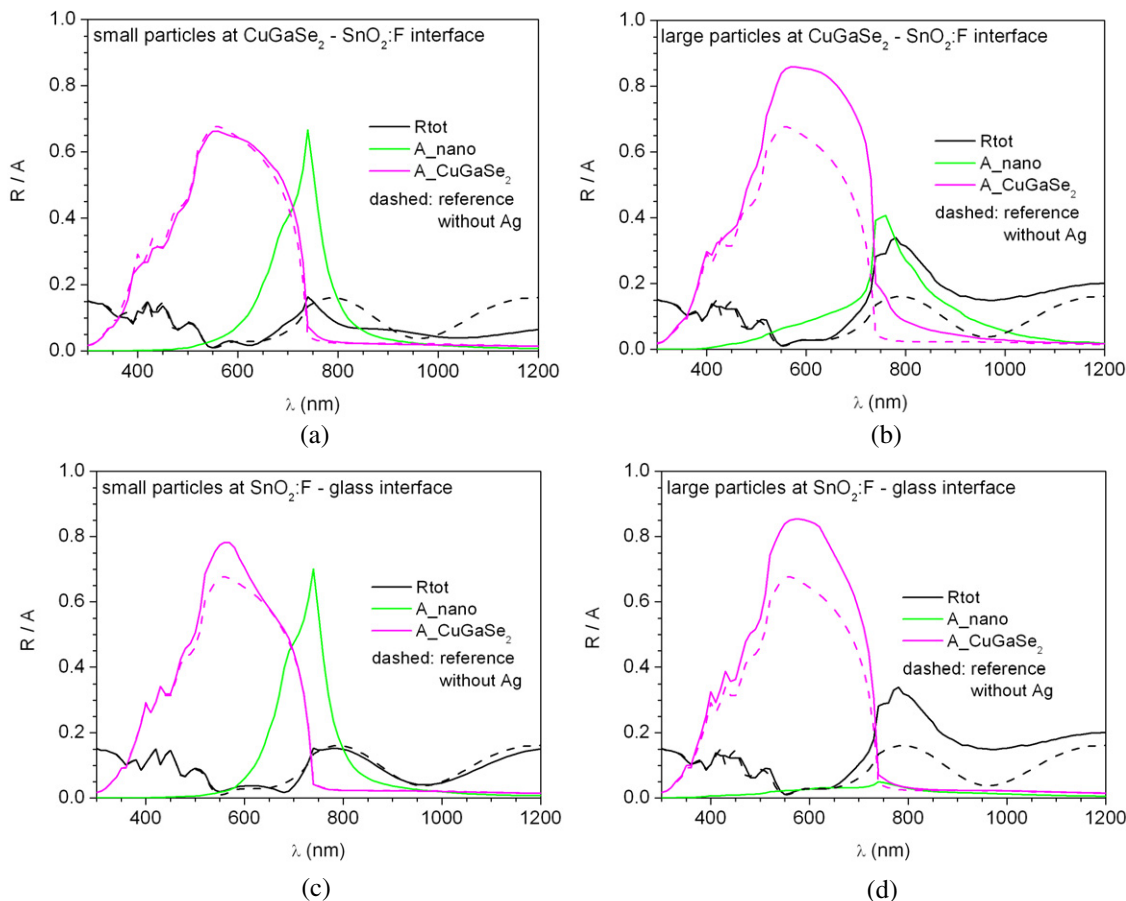 small particles at CuGaSe₂ - SnO₂:F interface
Rtot
A_nano
A_CuGaSe₂
dashed: reference
without Ag
R / A
1.0
0.8
0.6
0.4
0.2
0.0
400 600 800 1000 1200
λ (nm)
(a)
large particles at CuGaSe₂ - SnO₂:F interface
Rtot
A_nano
A_CuGaSe₂
dashed: reference
without Ag
R / A
1.0
0.8
0.6
0.4
0.2
0.0
400 600 800 1000 1200
λ (nm)
(b)
small particles at SnO₂:F - glass interface
Rtot
A_nano
A_CuGaSe₂
dashed: reference
without Ag
R / A
1.0
0.8
0.6
0.4
0.2
0.0
400 600 800 1000 1200
λ (nm)
(c)
large particles at SnO₂:F - glass interface
Rtot
A_nano
A_CuGaSe₂
dashed: reference
without Ag
R / A
1.0
0.8
0.6
0.4
0.2
0.0
400 600 800 1000 1200
λ (nm)
(d)